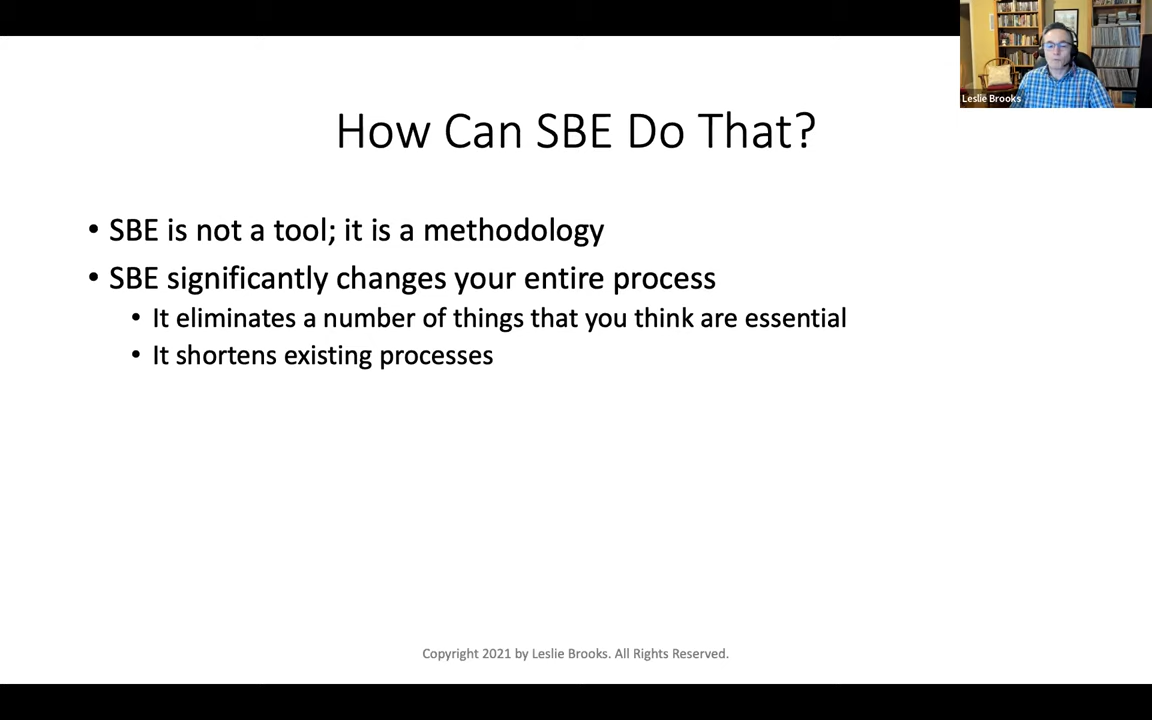 Leslie Brooks
How Can SBE Do That?
• SBE is not a tool; it is a methodology
• SBE significantly changes your entire process
• It eliminates a number of things that you think are essential
• It shortens existing processes
Copyright 2021 by Leslie Brooks. All Rights Reserved.